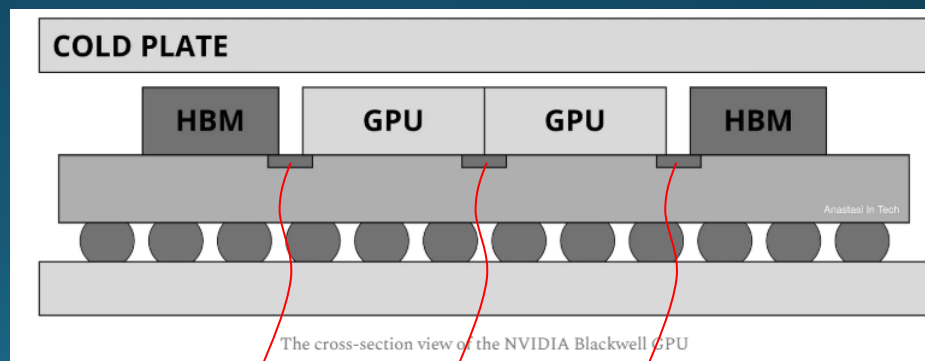 COLD PLATE
HBM GPU GPU HBM
Anastasi In Tech
The cross-section view of the NVIDIA Blackwell GPU